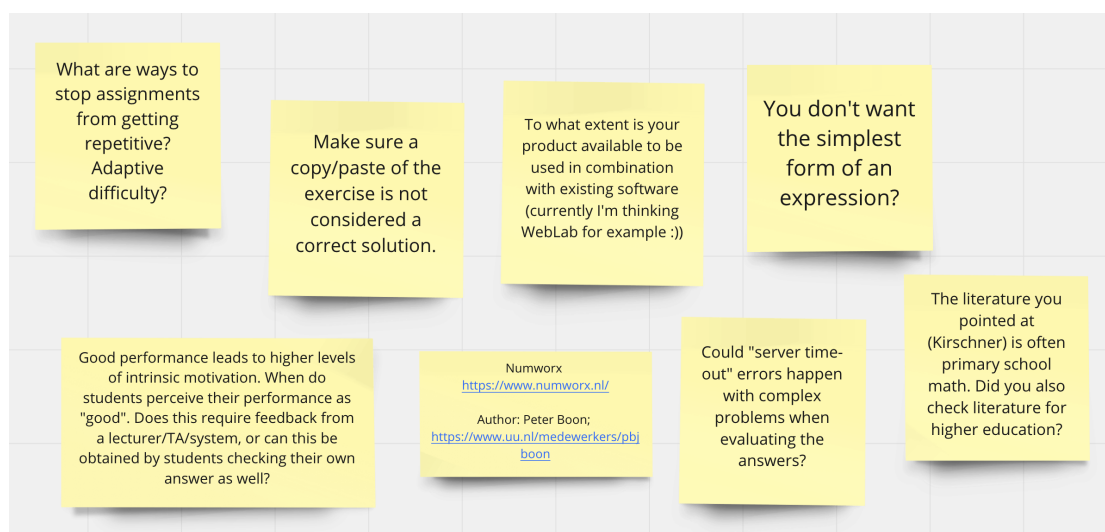 What are ways to
stop assignments
from getting
repetitive?
Adaptive
difficulty?
Make sure a
copy/paste of the
exercise is not
considered a
correct solution.
To what extent is your
product available to be
used in combination
with existing software
(currently I'm thinking
WebLab for example :))
You don't want
the simplest
form of an
expression?
Good performance leads to higher levels
of intrinsic motivation. When do
students perceive their performance as
"good". Does this require feedback from
a lecturer/TA/system, or can this be
obtained by students checking their own
answer as well?
Numworx
https://www.numworx.nl/
Author: Peter Boon;
https://www.uu.nl/medewerkers/pbj
boon
Could "server time-
out" errors happen
with complex
problems when
evaluating the
answers?
The literature you
pointed at
(Kirschner) is often
primary school
math. Did you also
check literature for
higher education?